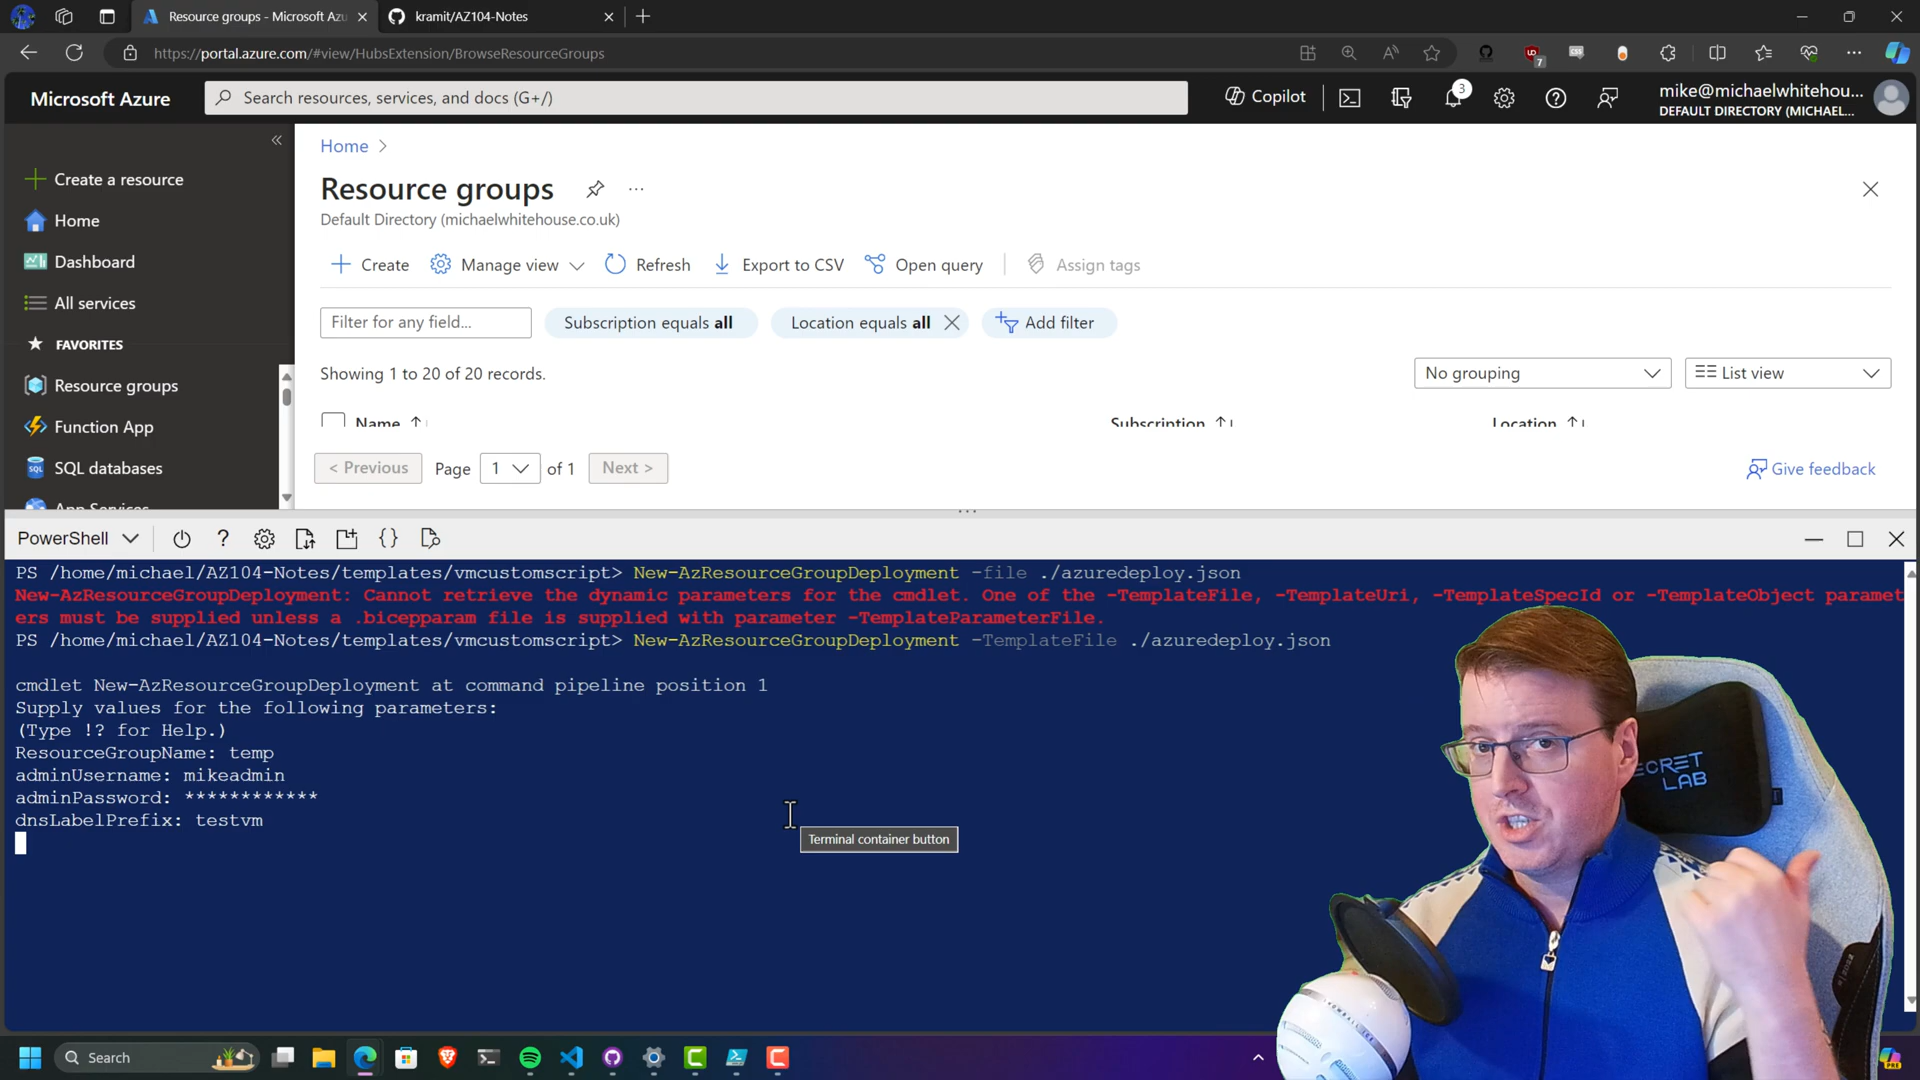 Resource groups - Microsoft Azu
kramit/AZ104-Notes
https://portal.azure.com/#view/HubsExtension/BrowseResourceGroups
7
Microsoft Azure
Search resources, services, and docs (G+/)
Copilot
3
mike@michaelwhitehou...
DEFAULT DIRECTORY (MICHAEL...
Create a resource
Home
Dashboard
All services
FAVORITES
Resource groups
Function App
SQL databases
App Services
Home
Resource groups
Default Directory (michaelwhitehouse.co.uk)
Create
Manage view
Refresh
Export to CSV
Open query
Assign tags
Filter for any field...
Subscription equals all
Location equals all
Add filter
Showing 1 to 20 of 20 records.
No grouping
List view
Name
Subscription
Location
< Previous
Page
1
of 1
Next >
Give feedback
PowerShell
PS /home/michael/AZ104-Notes/templates/vmcustomscript> New-AzResourceGroupDeployment -file ./azuredeploy.json
New-AzResourceGroupDeployment: Cannot retrieve the dynamic parameters for the cmdlet. One of the -TemplateFile, -TemplateUri, -TemplateSpecId or -TemplateObject paramet
ers must be supplied unless a .bicepparam file is supplied with parameter -TemplateParameterFile.
PS /home/michael/AZ104-Notes/templates/vmcustomscript> New-AzResourceGroupDeployment -TemplateFile ./azuredeploy.json
cmdlet New-AzResourceGroupDeployment at command pipeline position 1
Supply values for the following parameters:
(Type !? for Help.)
ResourceGroupName: temp
adminUsername: mikeadmin
adminPassword: ************
dnsLabelPrefix: testvm
Terminal container button
SECRET
LAB
Search
PRE